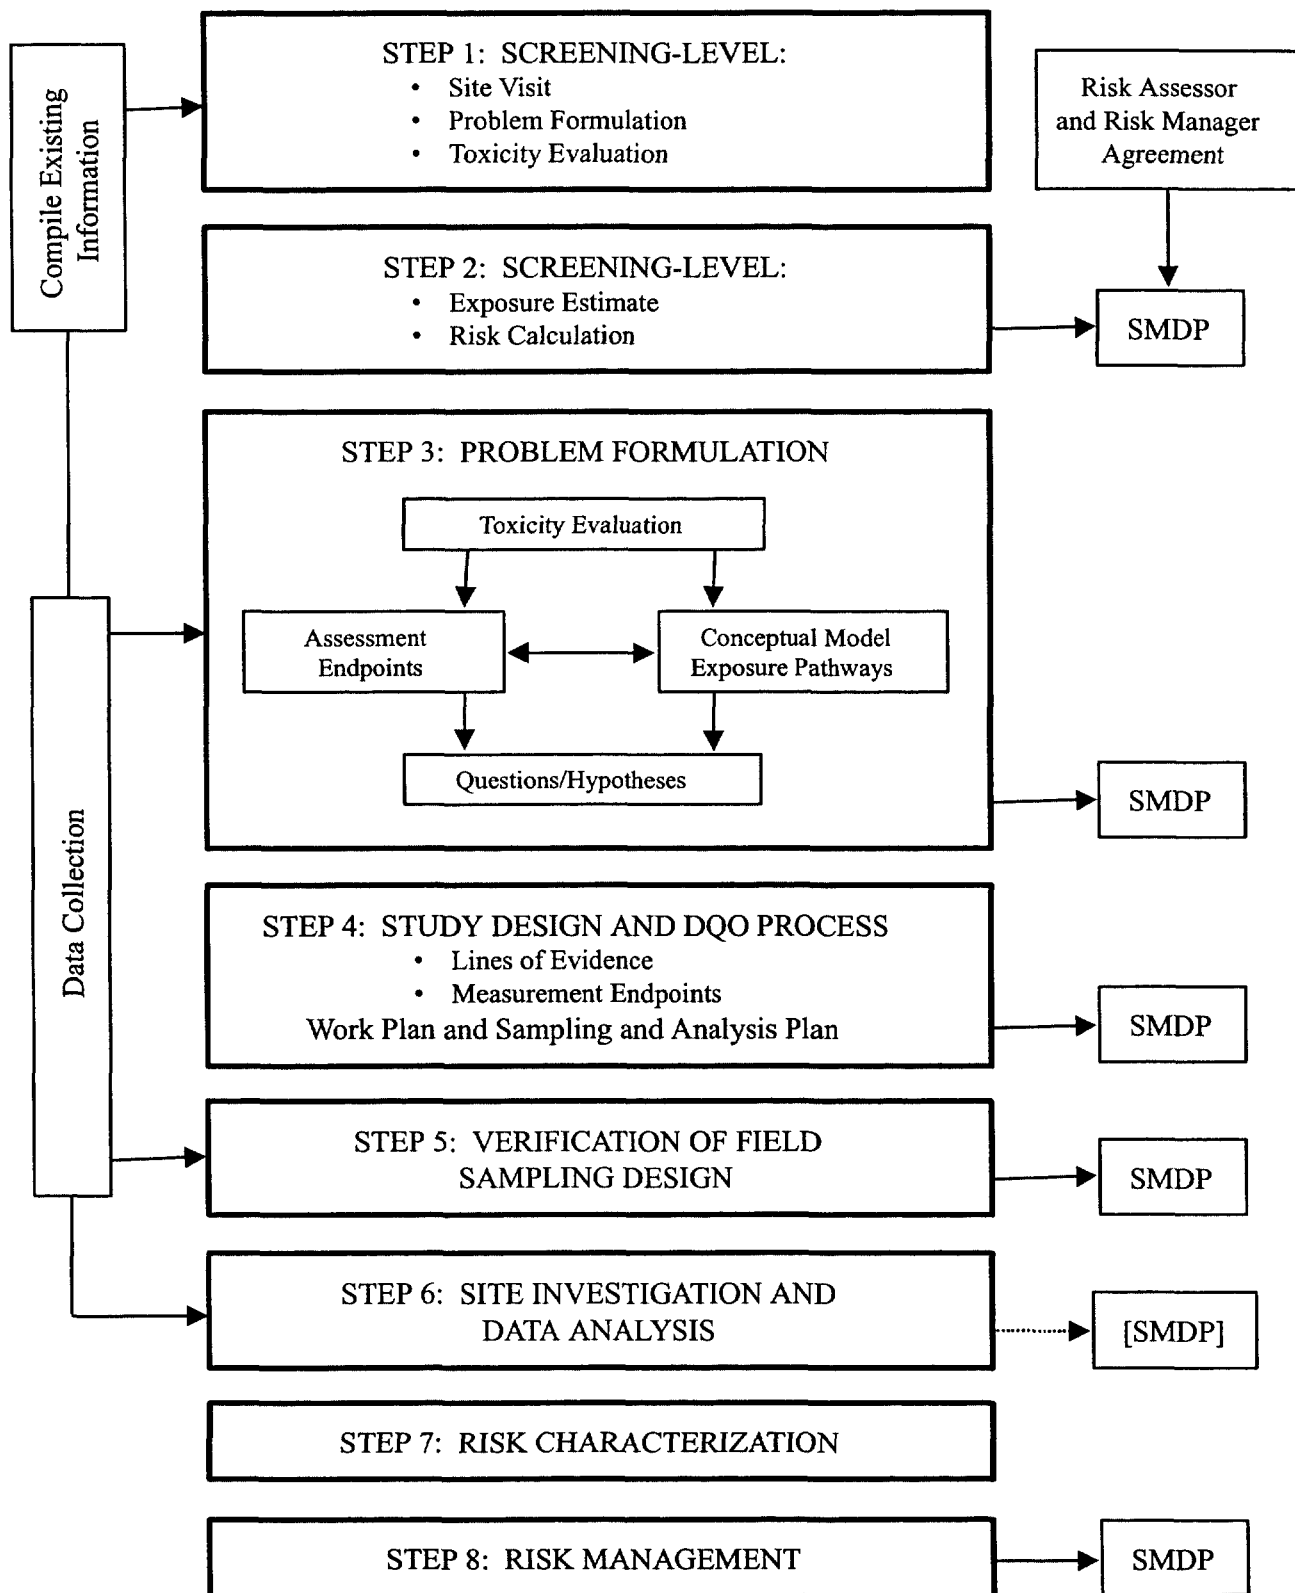 Compile Existing
Information
STEP 1: SCREENING-LEVEL:
• Site Visit
• Problem Formulation
• Toxicity Evaluation
Risk Assessor
and Risk Manager
Agreement
STEP 2: SCREENING-LEVEL:
• Exposure Estimate
• Risk Calculation
SMDP
Data Collection
STEP 3: PROBLEM FORMULATION
Toxicity Evaluation
Assessment
Endpoints
Conceptual Model
Exposure Pathways
Questions/Hypotheses
SMDP
STEP 4: STUDY DESIGN AND DQO PROCESS
• Lines of Evidence
• Measurement Endpoints
Work Plan and Sampling and Analysis Plan
SMDP
STEP 5: VERIFICATION OF FIELD
SAMPLING DESIGN
SMDP
STEP 6: SITE INVESTIGATION AND
DATA ANALYSIS
[SMDP]
STEP 7: RISK CHARACTERIZATION
STEP 8: RISK MANAGEMENT
SMDP